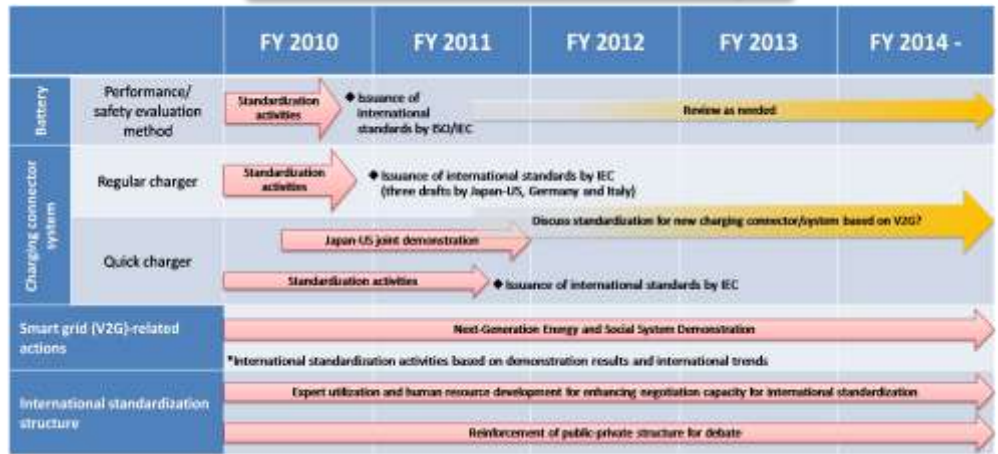 FY 2010
FY 2011
FY 2012
FY 2013
FY 2014 -
Battery
Performance/
safety evaluation
method
Standardization
activities
◆ Issuance of
international
standards by ISO/IEC
Review as needed
Charging connector
system
Regular charger
Standardization
activities
◆ Issuance of international standards by IEC
(three drafts by Japan-US, Germany and Italy)
Discuss standardization for new charging connector/system based on V2G?
Quick charger
Japan-US joint demonstration
Standardization activities
◆ Issuance of international standards by IEC
Smart grid (V2G)-related
actions
Next-Generation Energy and Social System Demonstration
*International standardization activities based on demonstration results and international trends
International standardization
structure
Expert utilization and human resource development for enhancing negotiation capacity for international standardization
Reinforcement of public-private structure for debate